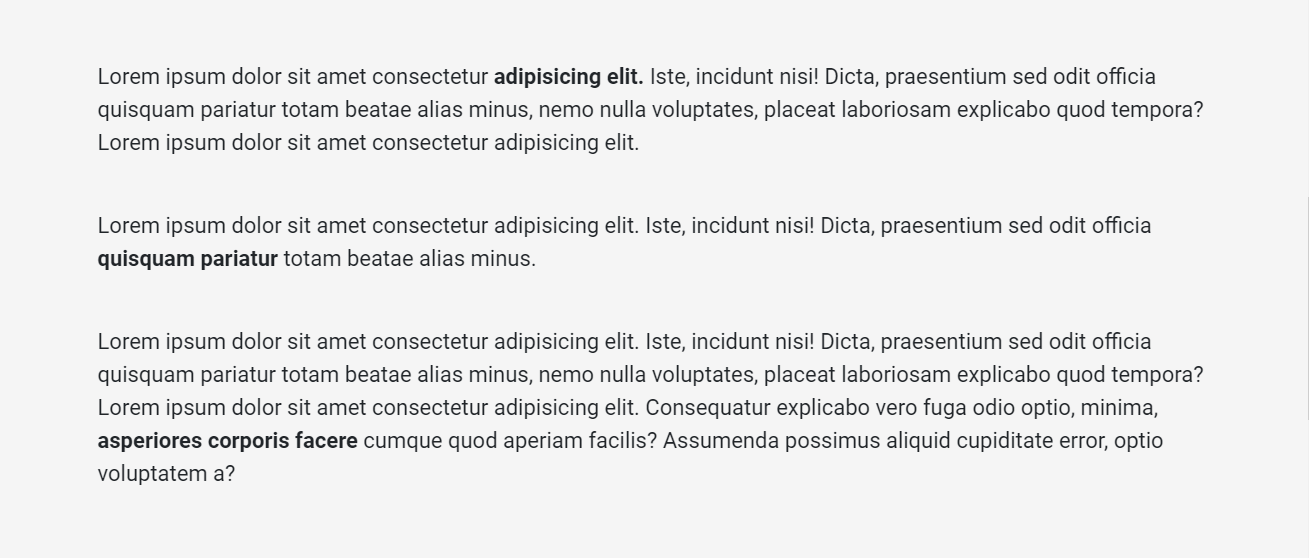 Lorem ipsum dolor sit amet consectetur adipisicing elit. Iste, incidunt nisi! Dicta, praesentium sed odit officia
quisquam pariatur totam beatae alias minus, nemo nulla voluptates, placeat laboriosam explicabo quod tempora?
Lorem ipsum dolor sit amet consectetur adipisicing elit.
Lorem ipsum dolor sit amet consectetur adipisicing elit. Iste, incidunt nisi! Dicta, praesentium sed odit officia
quisquam pariatur totam beatae alias minus.
Lorem ipsum dolor sit amet consectetur adipisicing elit. Iste, incidunt nisi! Dicta, praesentium sed odit officia
quisquam pariatur totam beatae alias minus, nemo nulla voluptates, placeat laboriosam explicabo quod tempora?
Lorem ipsum dolor sit amet consectetur adipisicing elit. Consequatur explicabo vero fuga odio optio, minima,
asperiores corporis facere cumque quod aperiam facilis? Assumenda possimus aliquid cupiditate error, optio
voluptatem a?